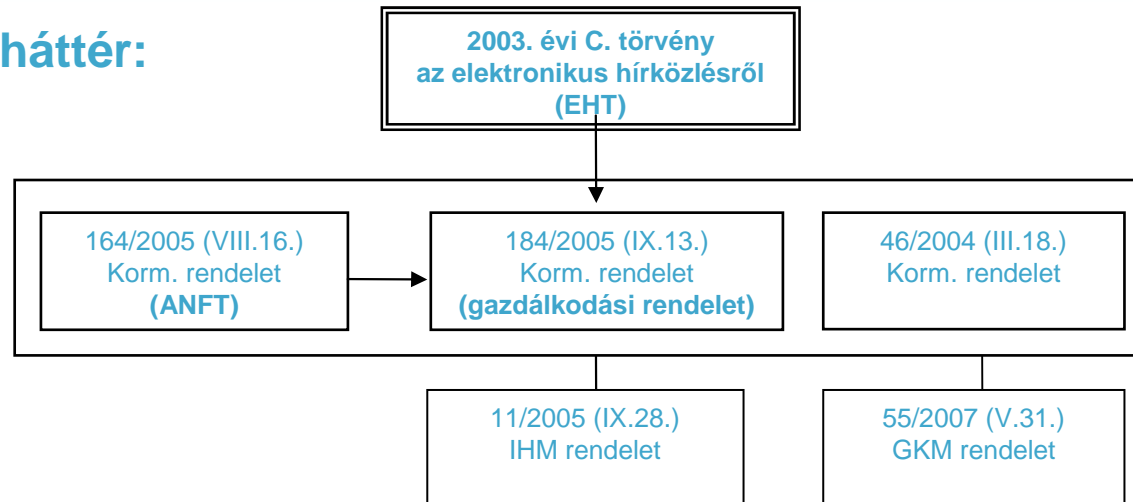 háttér:
2003. évi C. törvény
az elektronikus hírközlésről
(EHT)
164/2005 (VIII.16.)
Korm. rendelet
(ANFT)
184/2005 (IX.13.)
Korm. rendelet
(gazdálkodási rendelet)
46/2004 (III.18.)
Korm. rendelet
11/2005 (IX.28.)
IHM rendelet
55/2007 (V.31.)
GKM rendelet